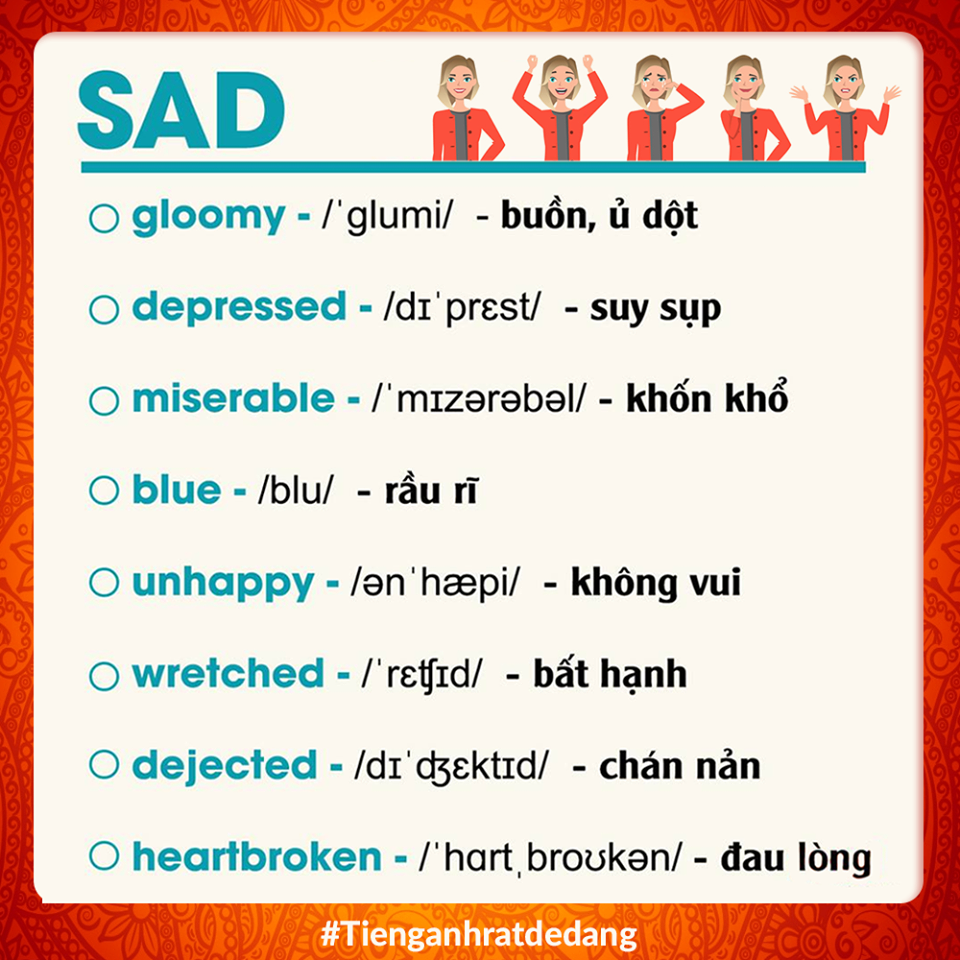 SAD
gloomy - /ˈglumi/ - buồn, ủ dột
depressed - /dɪˈprɛst/ - suy sụp
miserable - /ˈmɪzərəbəl/ - khốn khổ
blue - /blu/ - rầu rĩ
unhappy - /ənˈhæpi/ - không vui
wretched - /ˈrɛʧɪd/ - bất hạnh
dejected - /dɪˈʤɛktɪd/ - chán nản
heartbroken - /ˈhɑrtˌbroʊkən/ - đau lòng
#Tienganhratdedang